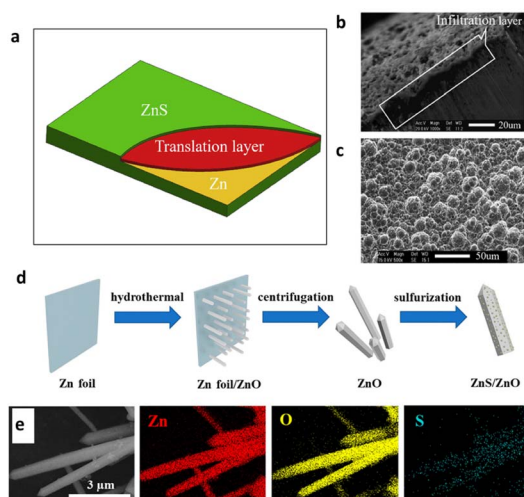 a
ZnS
Translation layer
Zn
b
Infiltration layer
20um
c
50um
d
hydrothermal
centrifugation
sulfurization
Zn foil
Zn foil/ZnO
ZnO
ZnS/ZnO
e
3 µm
Zn
O
S